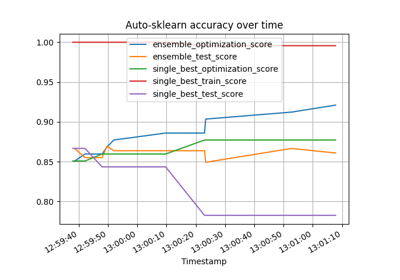 Auto-sklearn accuracy over time
ensemble_optimization_score
ensemble_test_score
single_best_optimization_score
single_best_train_score
single_best_test_score
1.00
0.95
0.90
0.85
0.80
12:59:40
12:59:50
13:00:00
13:00:10
13:00:20
13:00:30
13:00:40
13:00:50
13:01:00
13:01:10
Timestamp